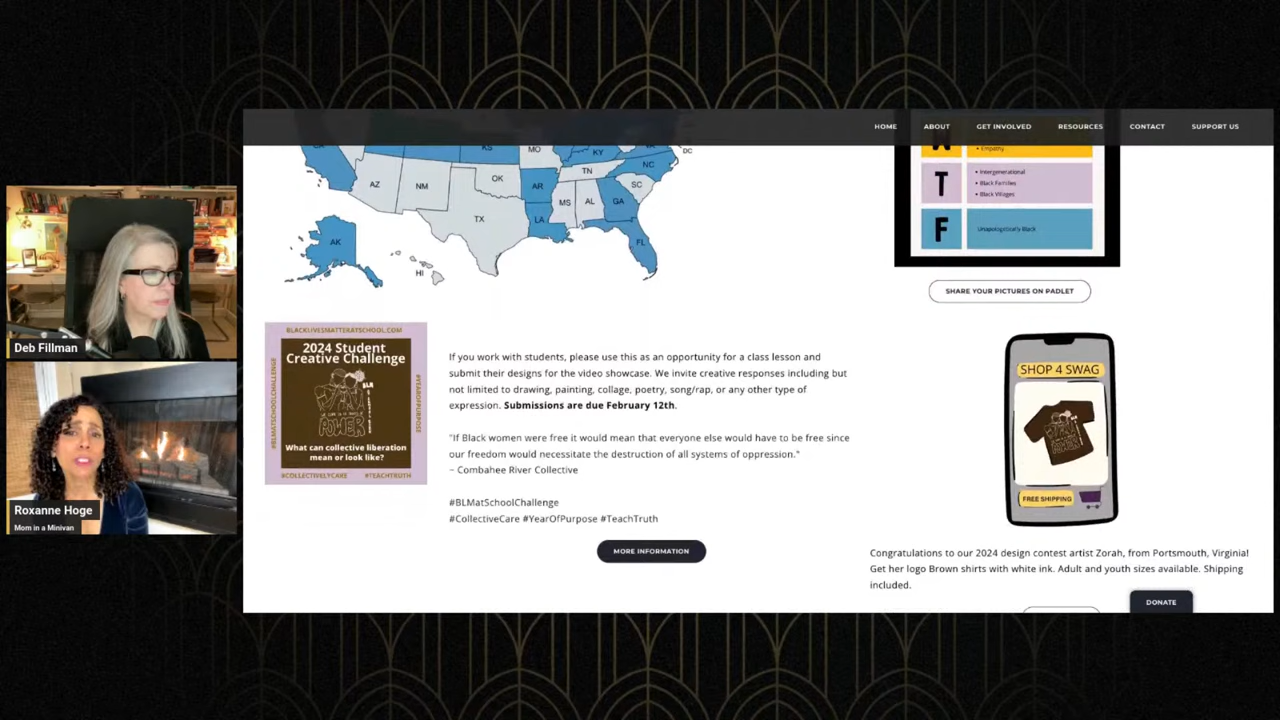 HOME ABOUT GET INVOLVED RESOURCES CONTACT SUPPORT US
KS MO KY DC
AZ NM OK AR TN NC
SC
TX LA MS AL GA
AK HI FL
• Empathy
T
• Intergenerational
• Black Families
• Black Villages
F
Unapologetically Black
SHARE YOUR PICTURES ON PADLET
Deb Fillman
Roxanne Hoge
Mom in a Minivan
BLACKLIVESMATTERATSCHOOL.COM
2024 Student
Creative Challenge
POWER
What can collective liberation
mean or look like?
#BLMATSCHOOLCHALLENGE
#YEAROFPURPOSE
#COLLECTIVELYCARE #TEACHTRUTH
If you work with students, please use this as an opportunity for a class lesson and
submit their designs for the video showcase. We invite creative responses including but
not limited to drawing, painting, collage, poetry, song/rap, or any other type of
expression. Submissions are due February 12th.
"If Black women were free it would mean that everyone else would have to be free since
our freedom would necessitate the destruction of all systems of oppression."
– Combahee River Collective
#BLMatSchoolChallenge
#CollectiveCare #YearOfPurpose #TeachTruth
MORE INFORMATION
SHOP 4 SWAG
FREE SHIPPING
Congratulations to our 2024 design contest artist Zorah, from Portsmouth, Virginia!
Get her logo Brown shirts with white ink. Adult and youth sizes available. Shipping
included.
DONATE